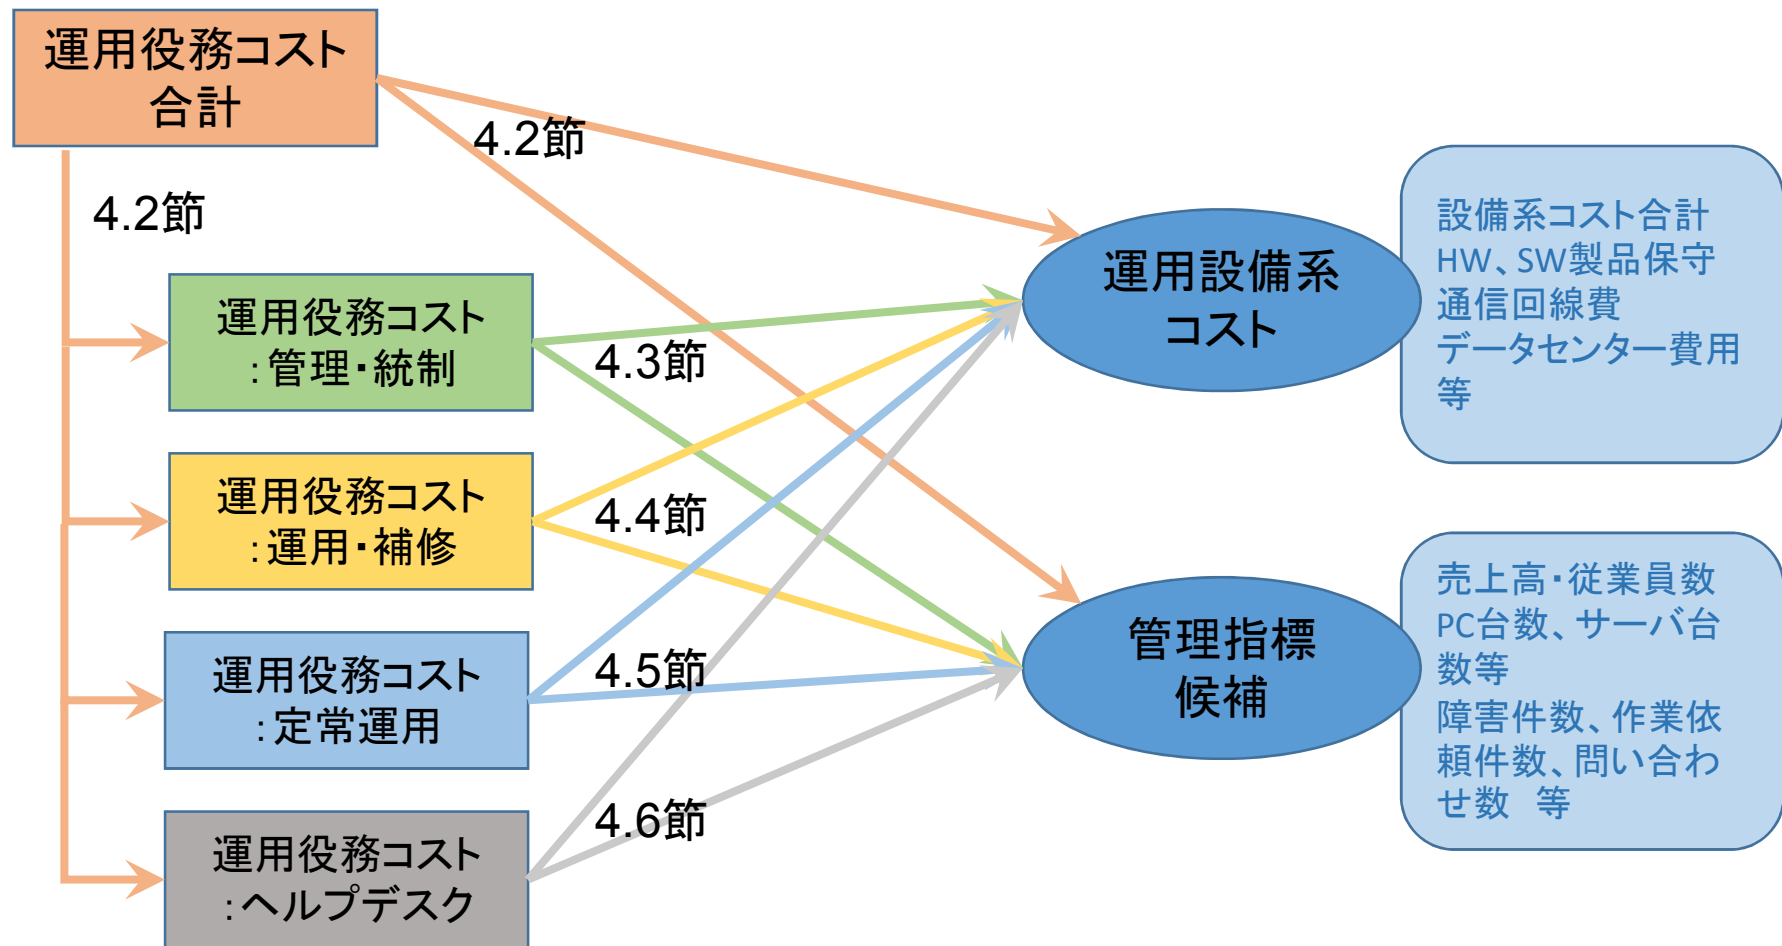 運用役務コスト
合計
4.2節
4.2節
運用役務コスト
:管理・統制
4.3節
運用役務コスト
:運用・補修
4.4節
運用役務コスト
:定常運用
4.5節
運用役務コスト
:ヘルプデスク
4.6節
運用設備系
コスト
設備系コスト合計
HW、SW製品保守
通信回線費
データセンター費用
等
管理指標
候補
売上高・従業員数
PC台数、サーバ台
数等
障害件数、作業依
頼件数、問い合わ
せ数　等